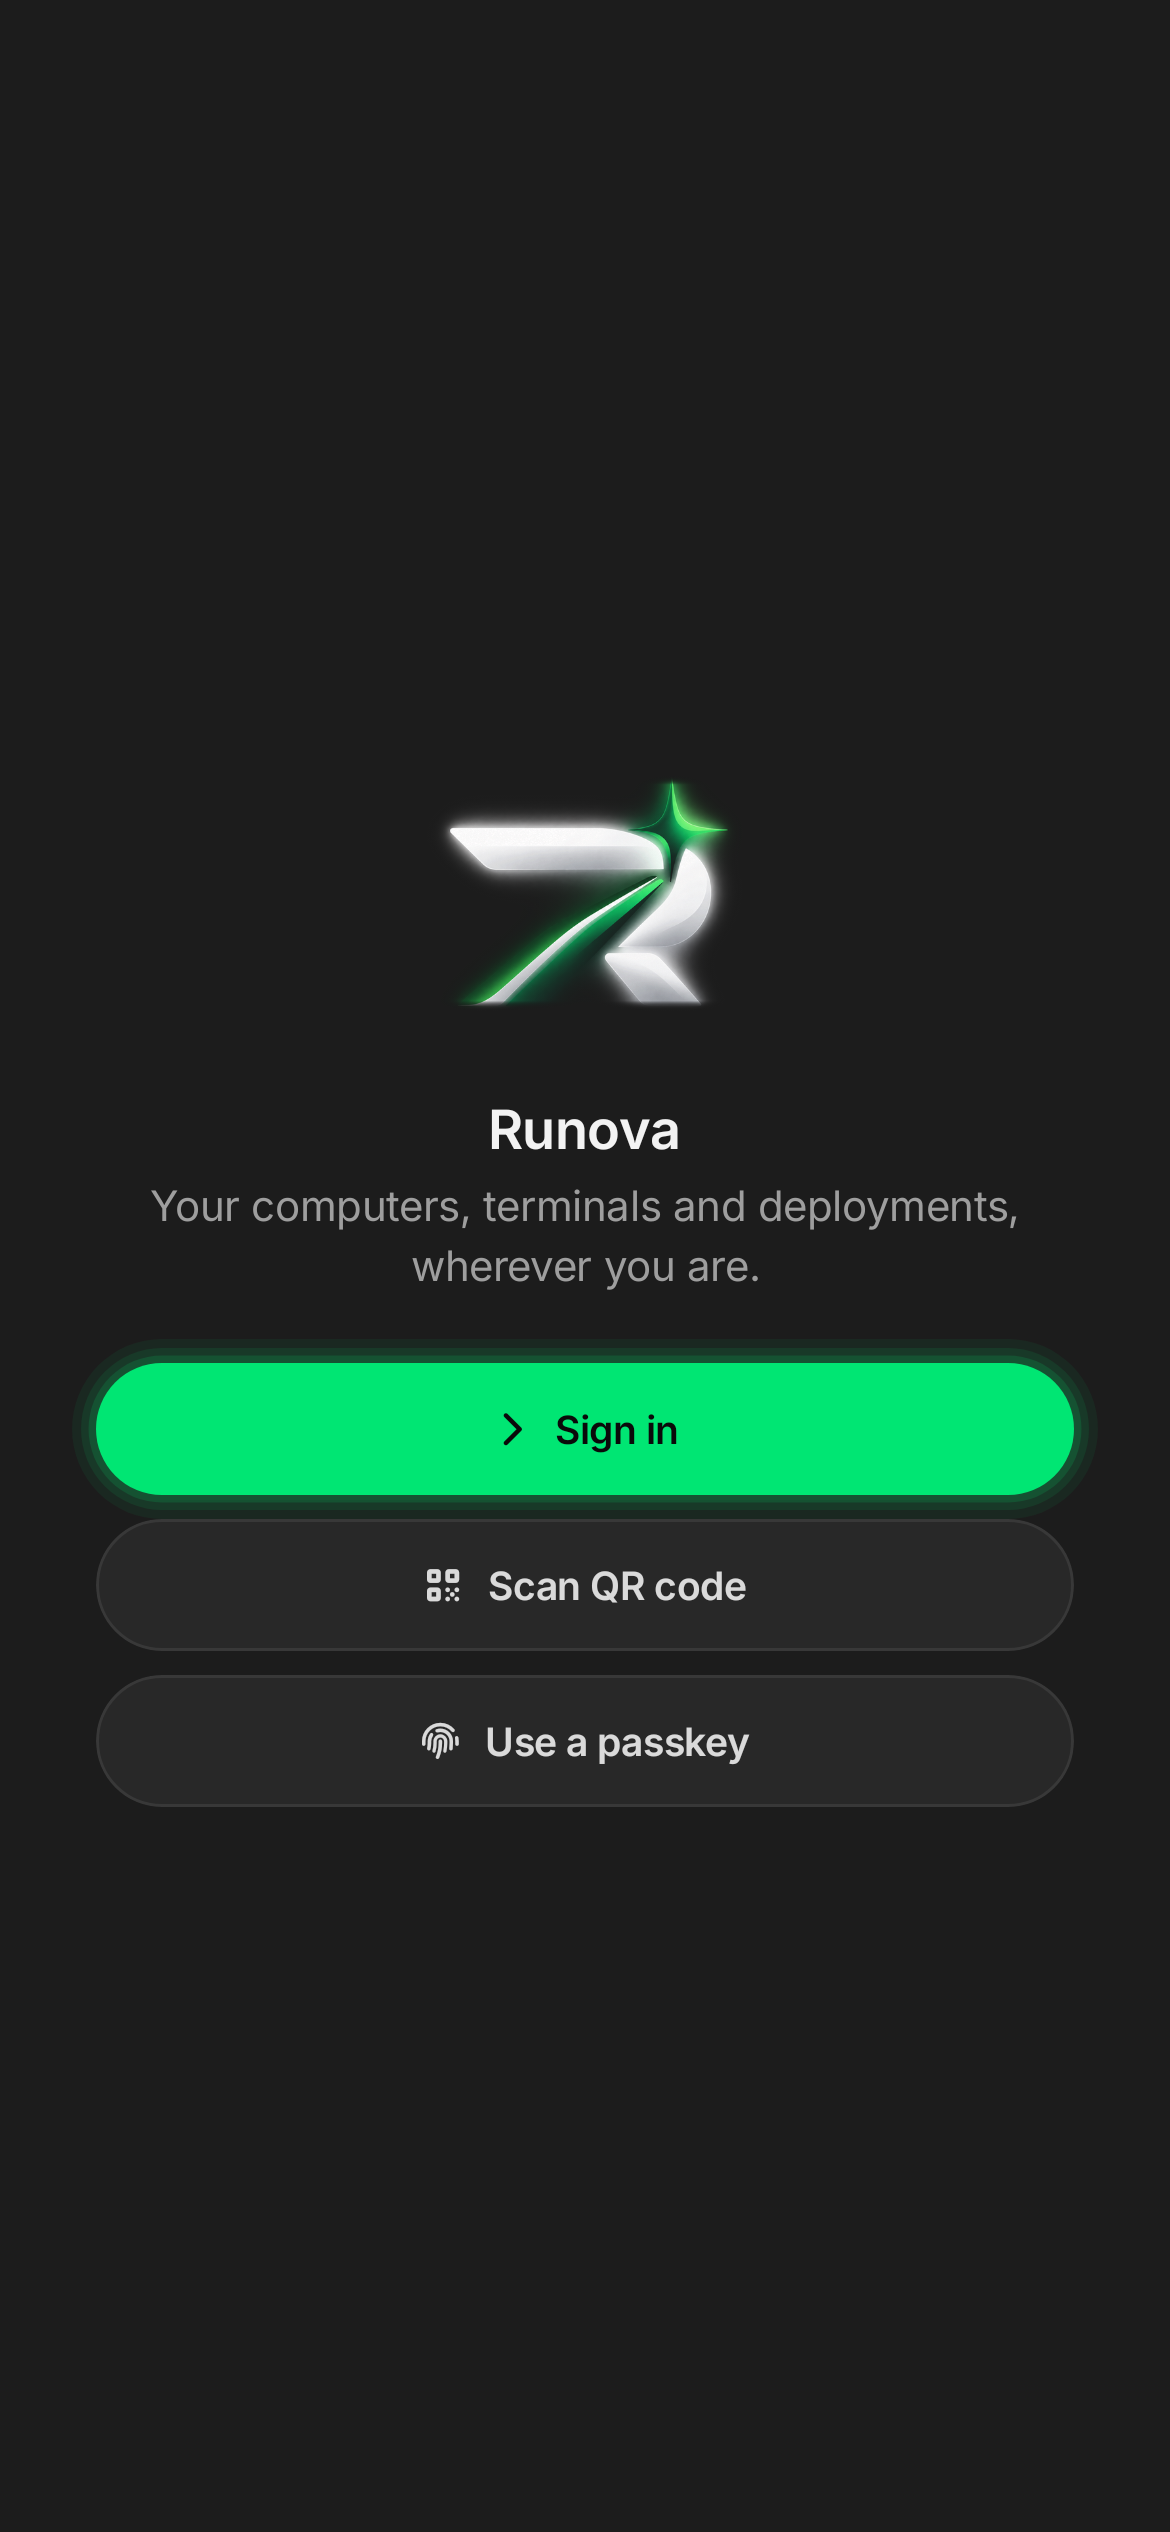 Runova
Your computers, terminals and deployments,
wherever you are.
Sign in
Scan QR code
Use a passkey